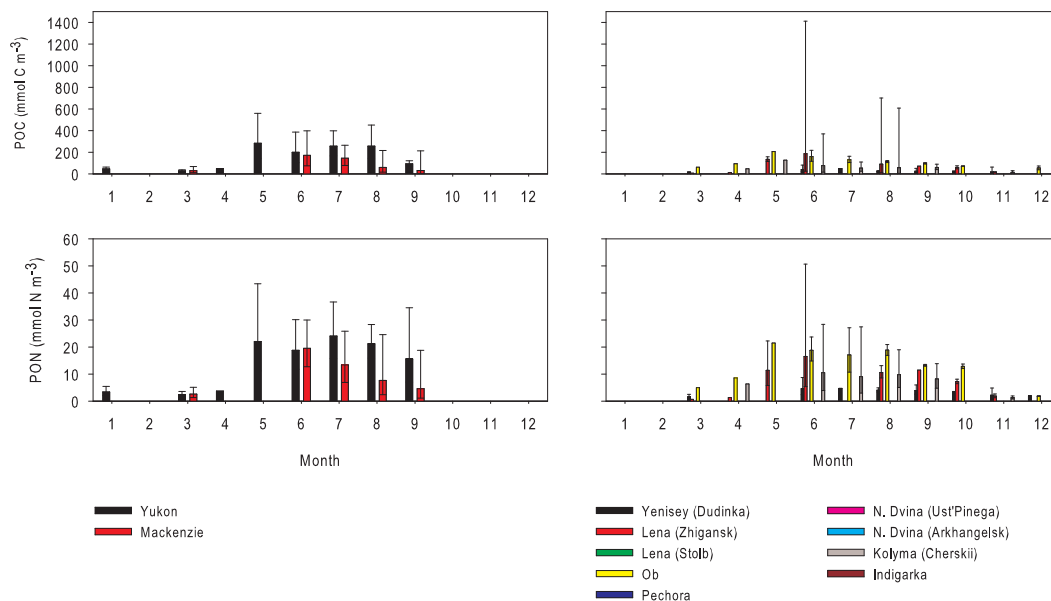 POC (mmol C m-3)
1400
1200
1000
800
600
400
200
0
1 2 3 4 5 6 7 8 9 10 11 12
1 2 3 4 5 6 7 8 9 10 11 12
PON (mmol N m-3)
60
50
40
30
20
10
0
1 2 3 4 5 6 7 8 9 10 11 12
1 2 3 4 5 6 7 8 9 10 11 12
Month
Month
Yukon
Mackenzie
Yenisey (Dudinka)
Lena (Zhigansk)
Lena (Stolb)
Ob
Pechora
N. Dvina (Ust'Pinega)
N. Dvina (Arkhangelsk)
Kolyma (Cherskii)
Indigarka